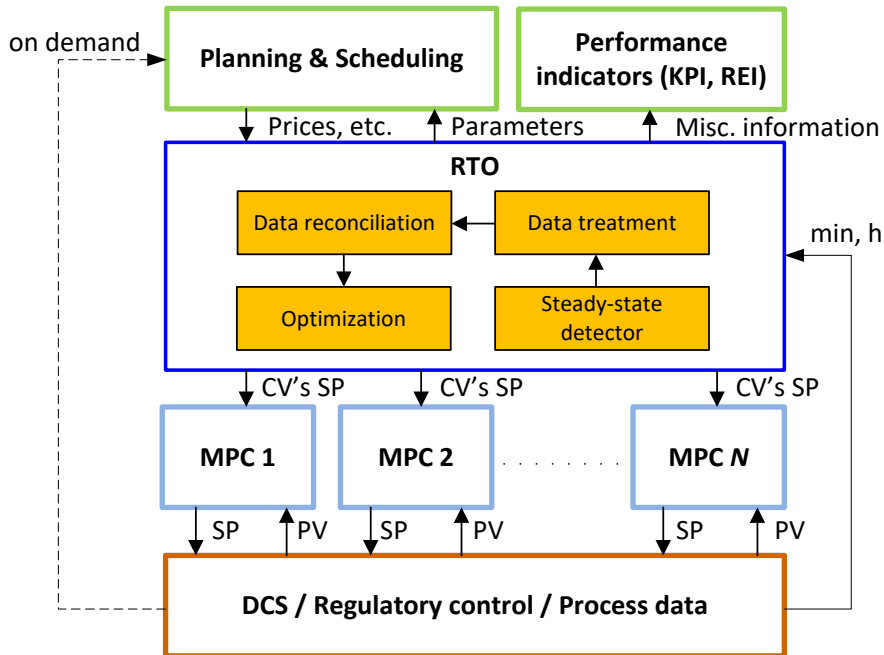 on demand
Planning & Scheduling
Performance
indicators (KPI, REI)
Prices, etc.
Parameters
Misc. information
RTO
Data reconciliation
Data treatment
min, h
Optimization
Steady-state
detector
CV’s SP
CV’s SP
CV’s SP
MPC 1
MPC 2
. . . . . . . . . .
MPC N
SP
PV
SP
PV
SP
PV
DCS / Regulatory control / Process data